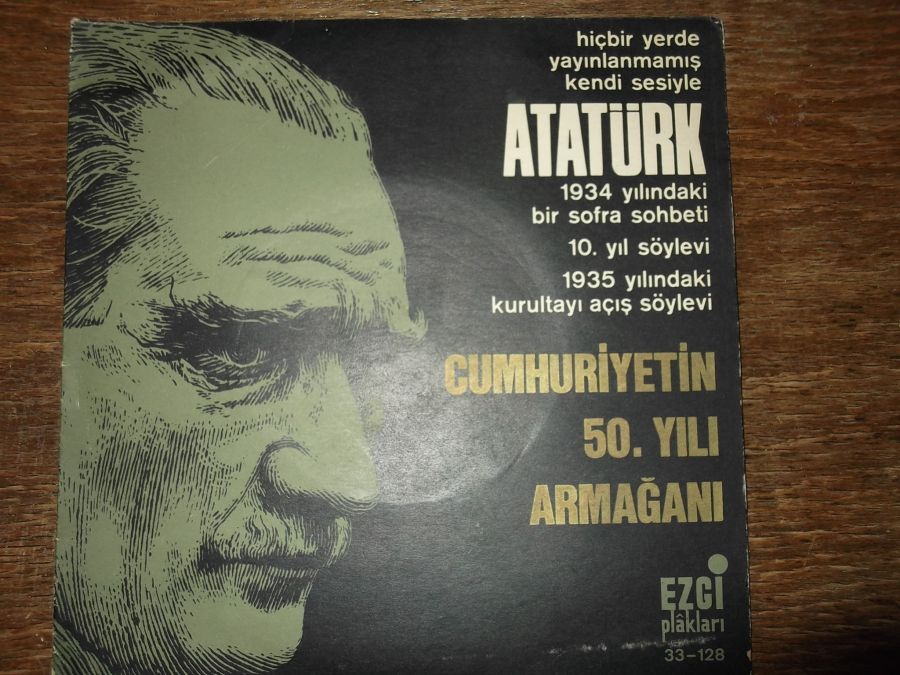 hiçbir yerde
yayınlanmamış
kendi sesiyle
ATATÜRK
1934 yılındaki
bir sofra sohbeti
10. yıl söylevi
1935 yılındaki
kurultayı açış söylevi
CUMHURİYETİN
50. YILI
ARMAĞANI
EZGİ
plâkları
33-128